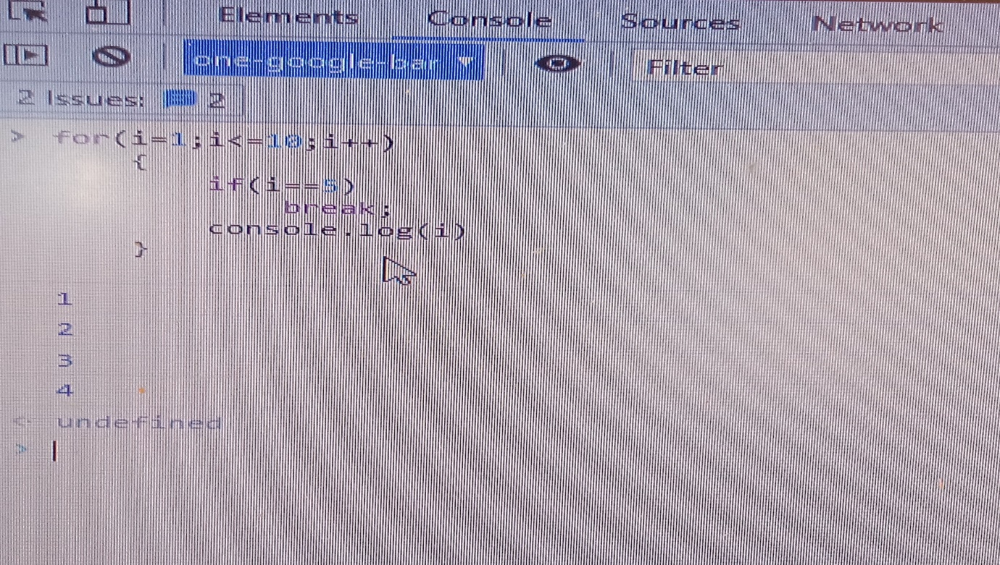 Elements Console Sources Network
one-google-bar ▼ Filter
2 Issues: 2
> for(i=1;i<=10;i++)
{
if(i==5)
break;
console.log(i)
}
1
2
3
4
<· undefined
>